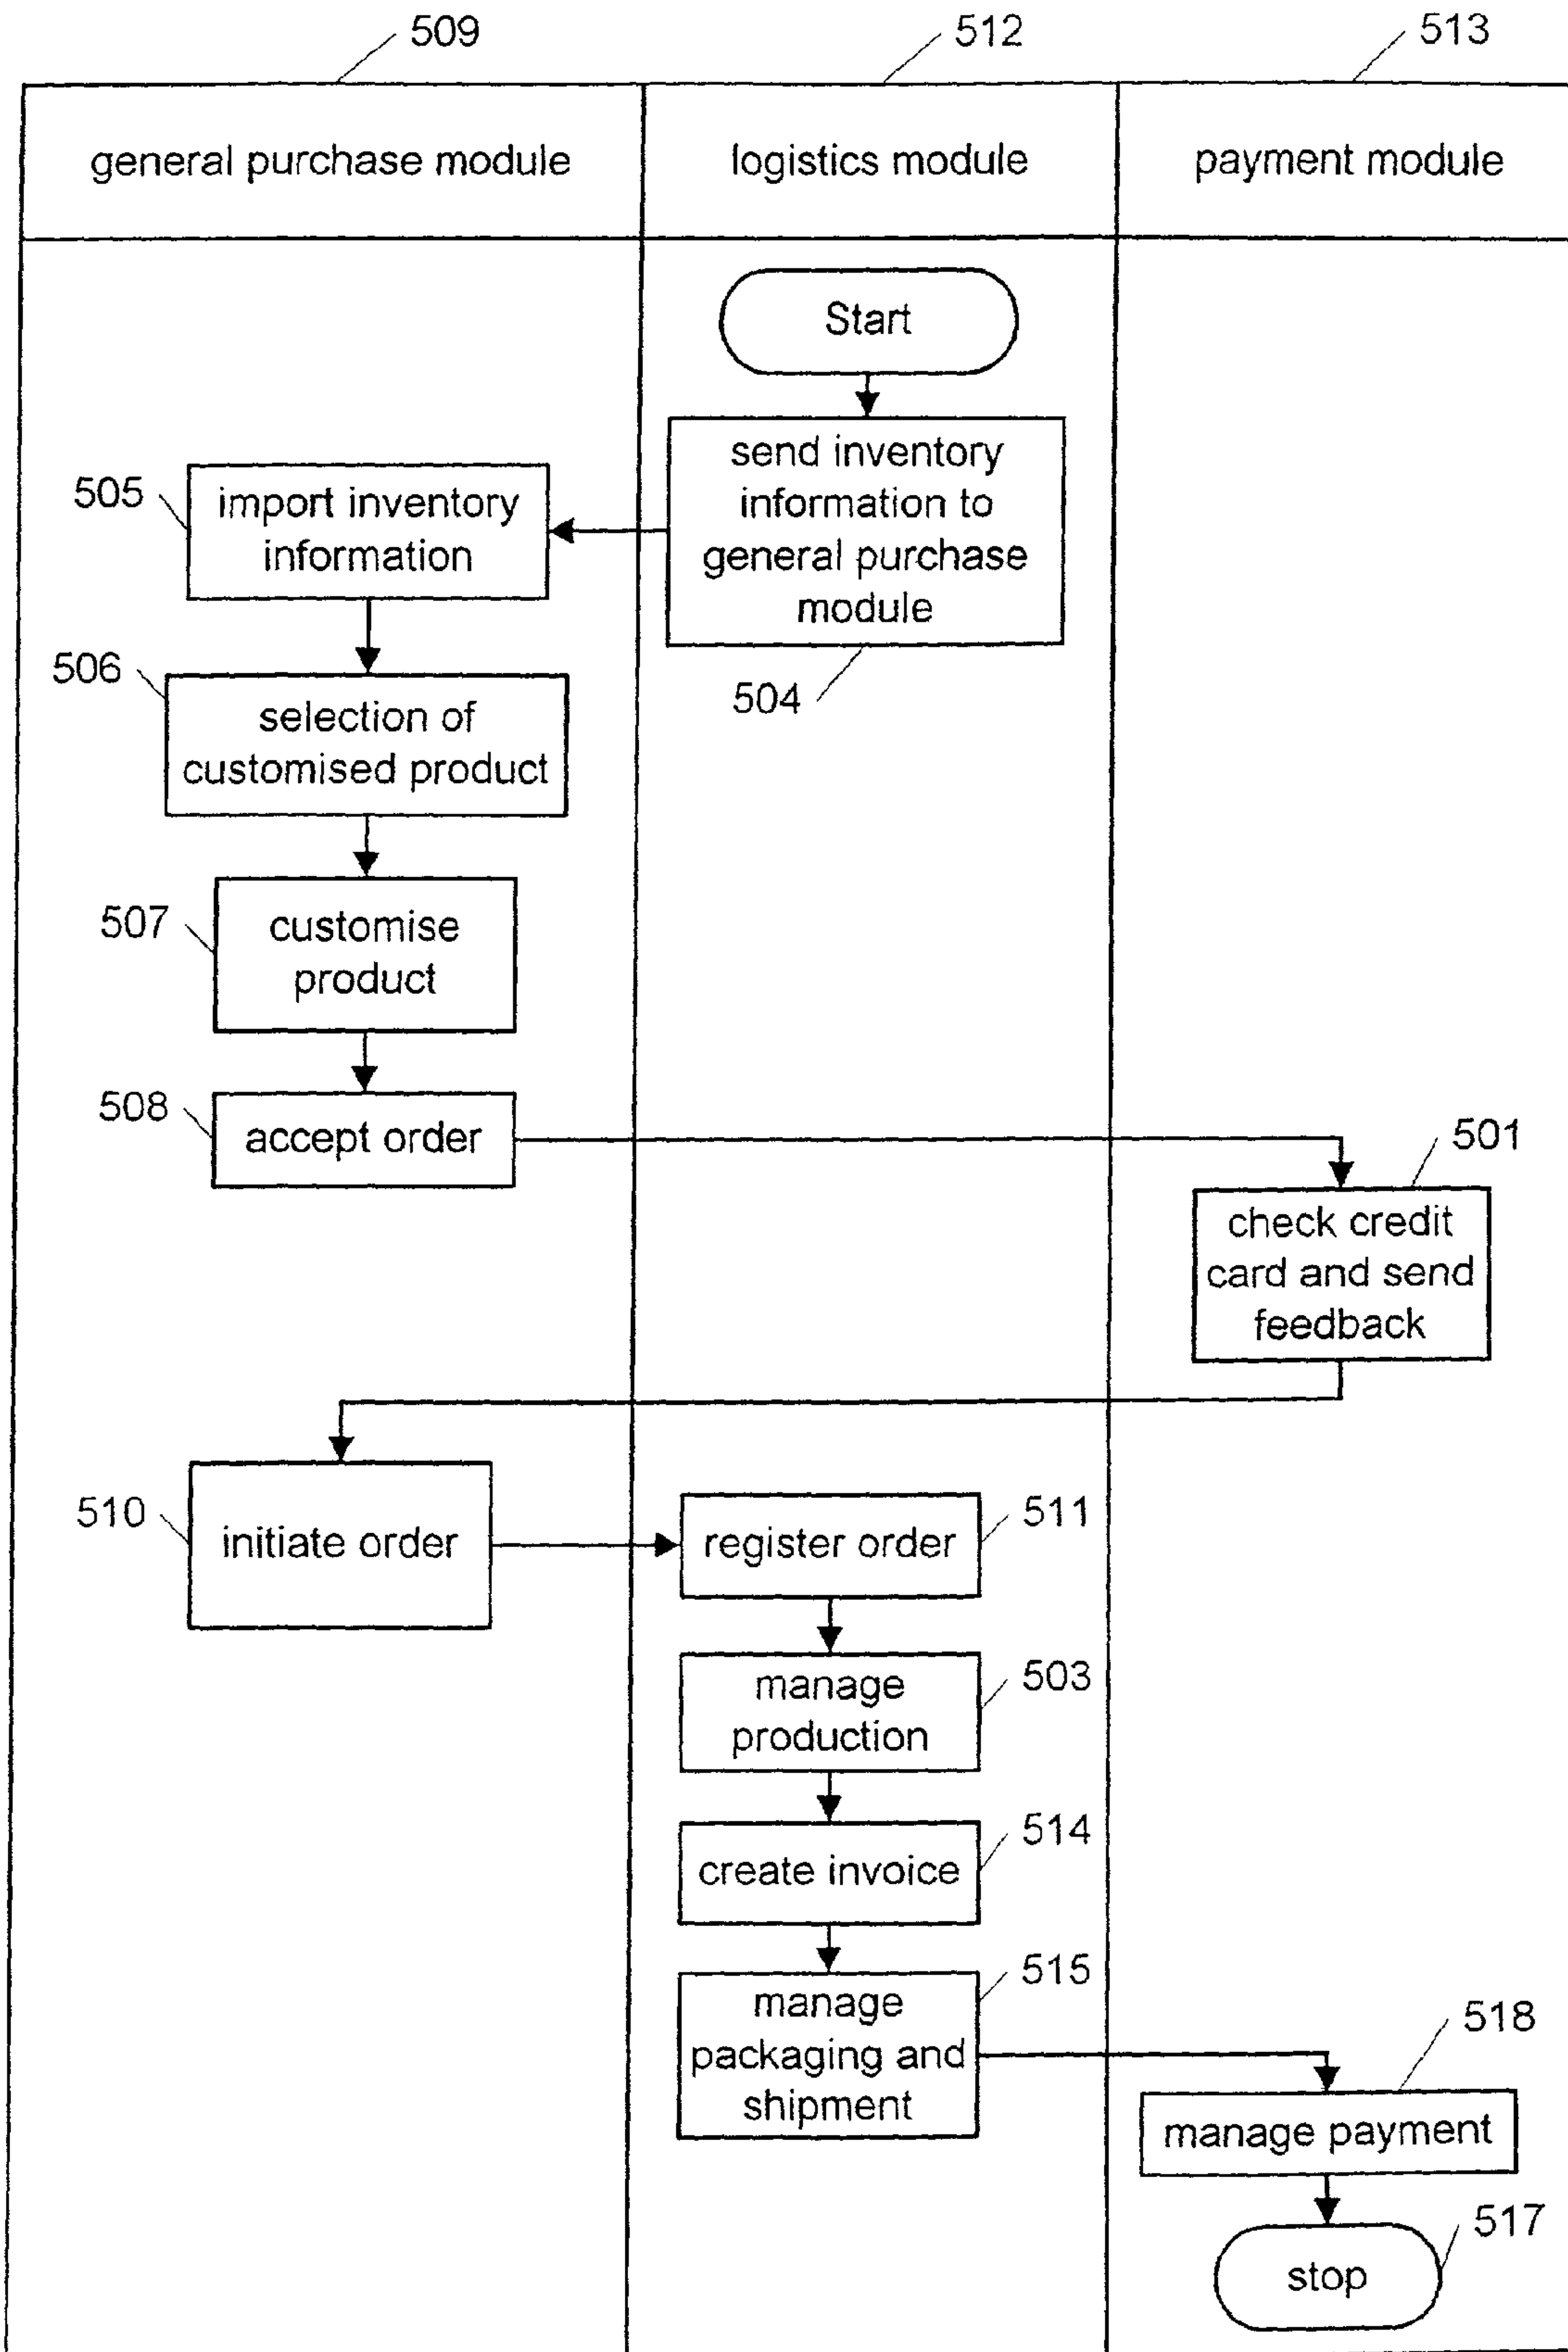 509
512
513
general purchase module
logistics module
payment module
Start
send inventory
information to
general purchase
module
504
505
import inventory
information
506
selection of
customised product
507
customise
product
508
accept order
501
check credit
card and send
feedback
510
initiate order
register order
511
manage
production
503
create invoice
514
manage
packaging and
shipment
515
518
manage payment
517
stop